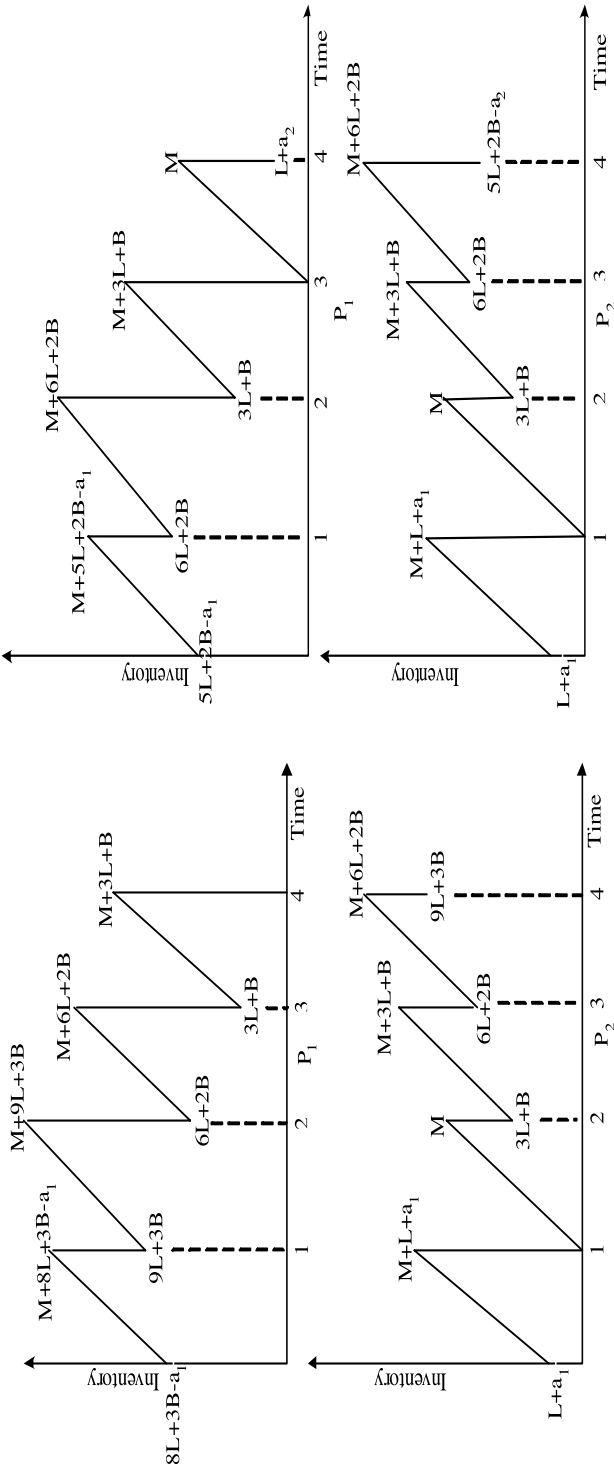 Inventory
M+5L+2B-a1
M+6L+2B
M+3L+B
M
5L+2B-a1
6L+2B
3L+B
L+a2
1
2
3
4
Time
P1
Inventory
M+L+a1
M
M+3L+B
M+6L+2B
L+a1
3L+B
6L+2B
5L+2B-a2
1
2
3
4
Time
P2
Inventory
M+8L+3B-a1
M+9L+3B
M+6L+2B
M+3L+B
8L+3B-a1
9L+3B
6L+2B
3L+B
1
2
3
4
Time
P1
Inventory
M+L+a1
M
M+3L+B
M+6L+2B
L+a1
3L+B
6L+2B
9L+3B
1
2
3
4
Time
P2